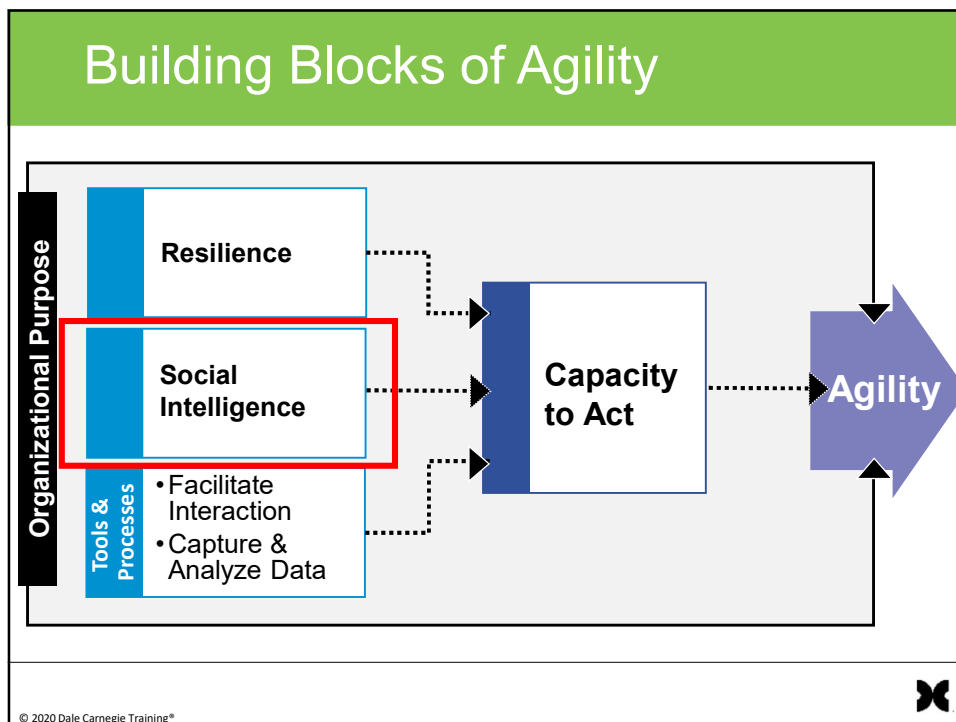 Building Blocks of Agility
Organizational Purpose
Resilience
Social
Intelligence
Tools &
Processes
•Facilitate
Interaction
•Capture &
Analyze Data
Capacity
to Act
Agility
© 2020 Dale Carnegie Training®